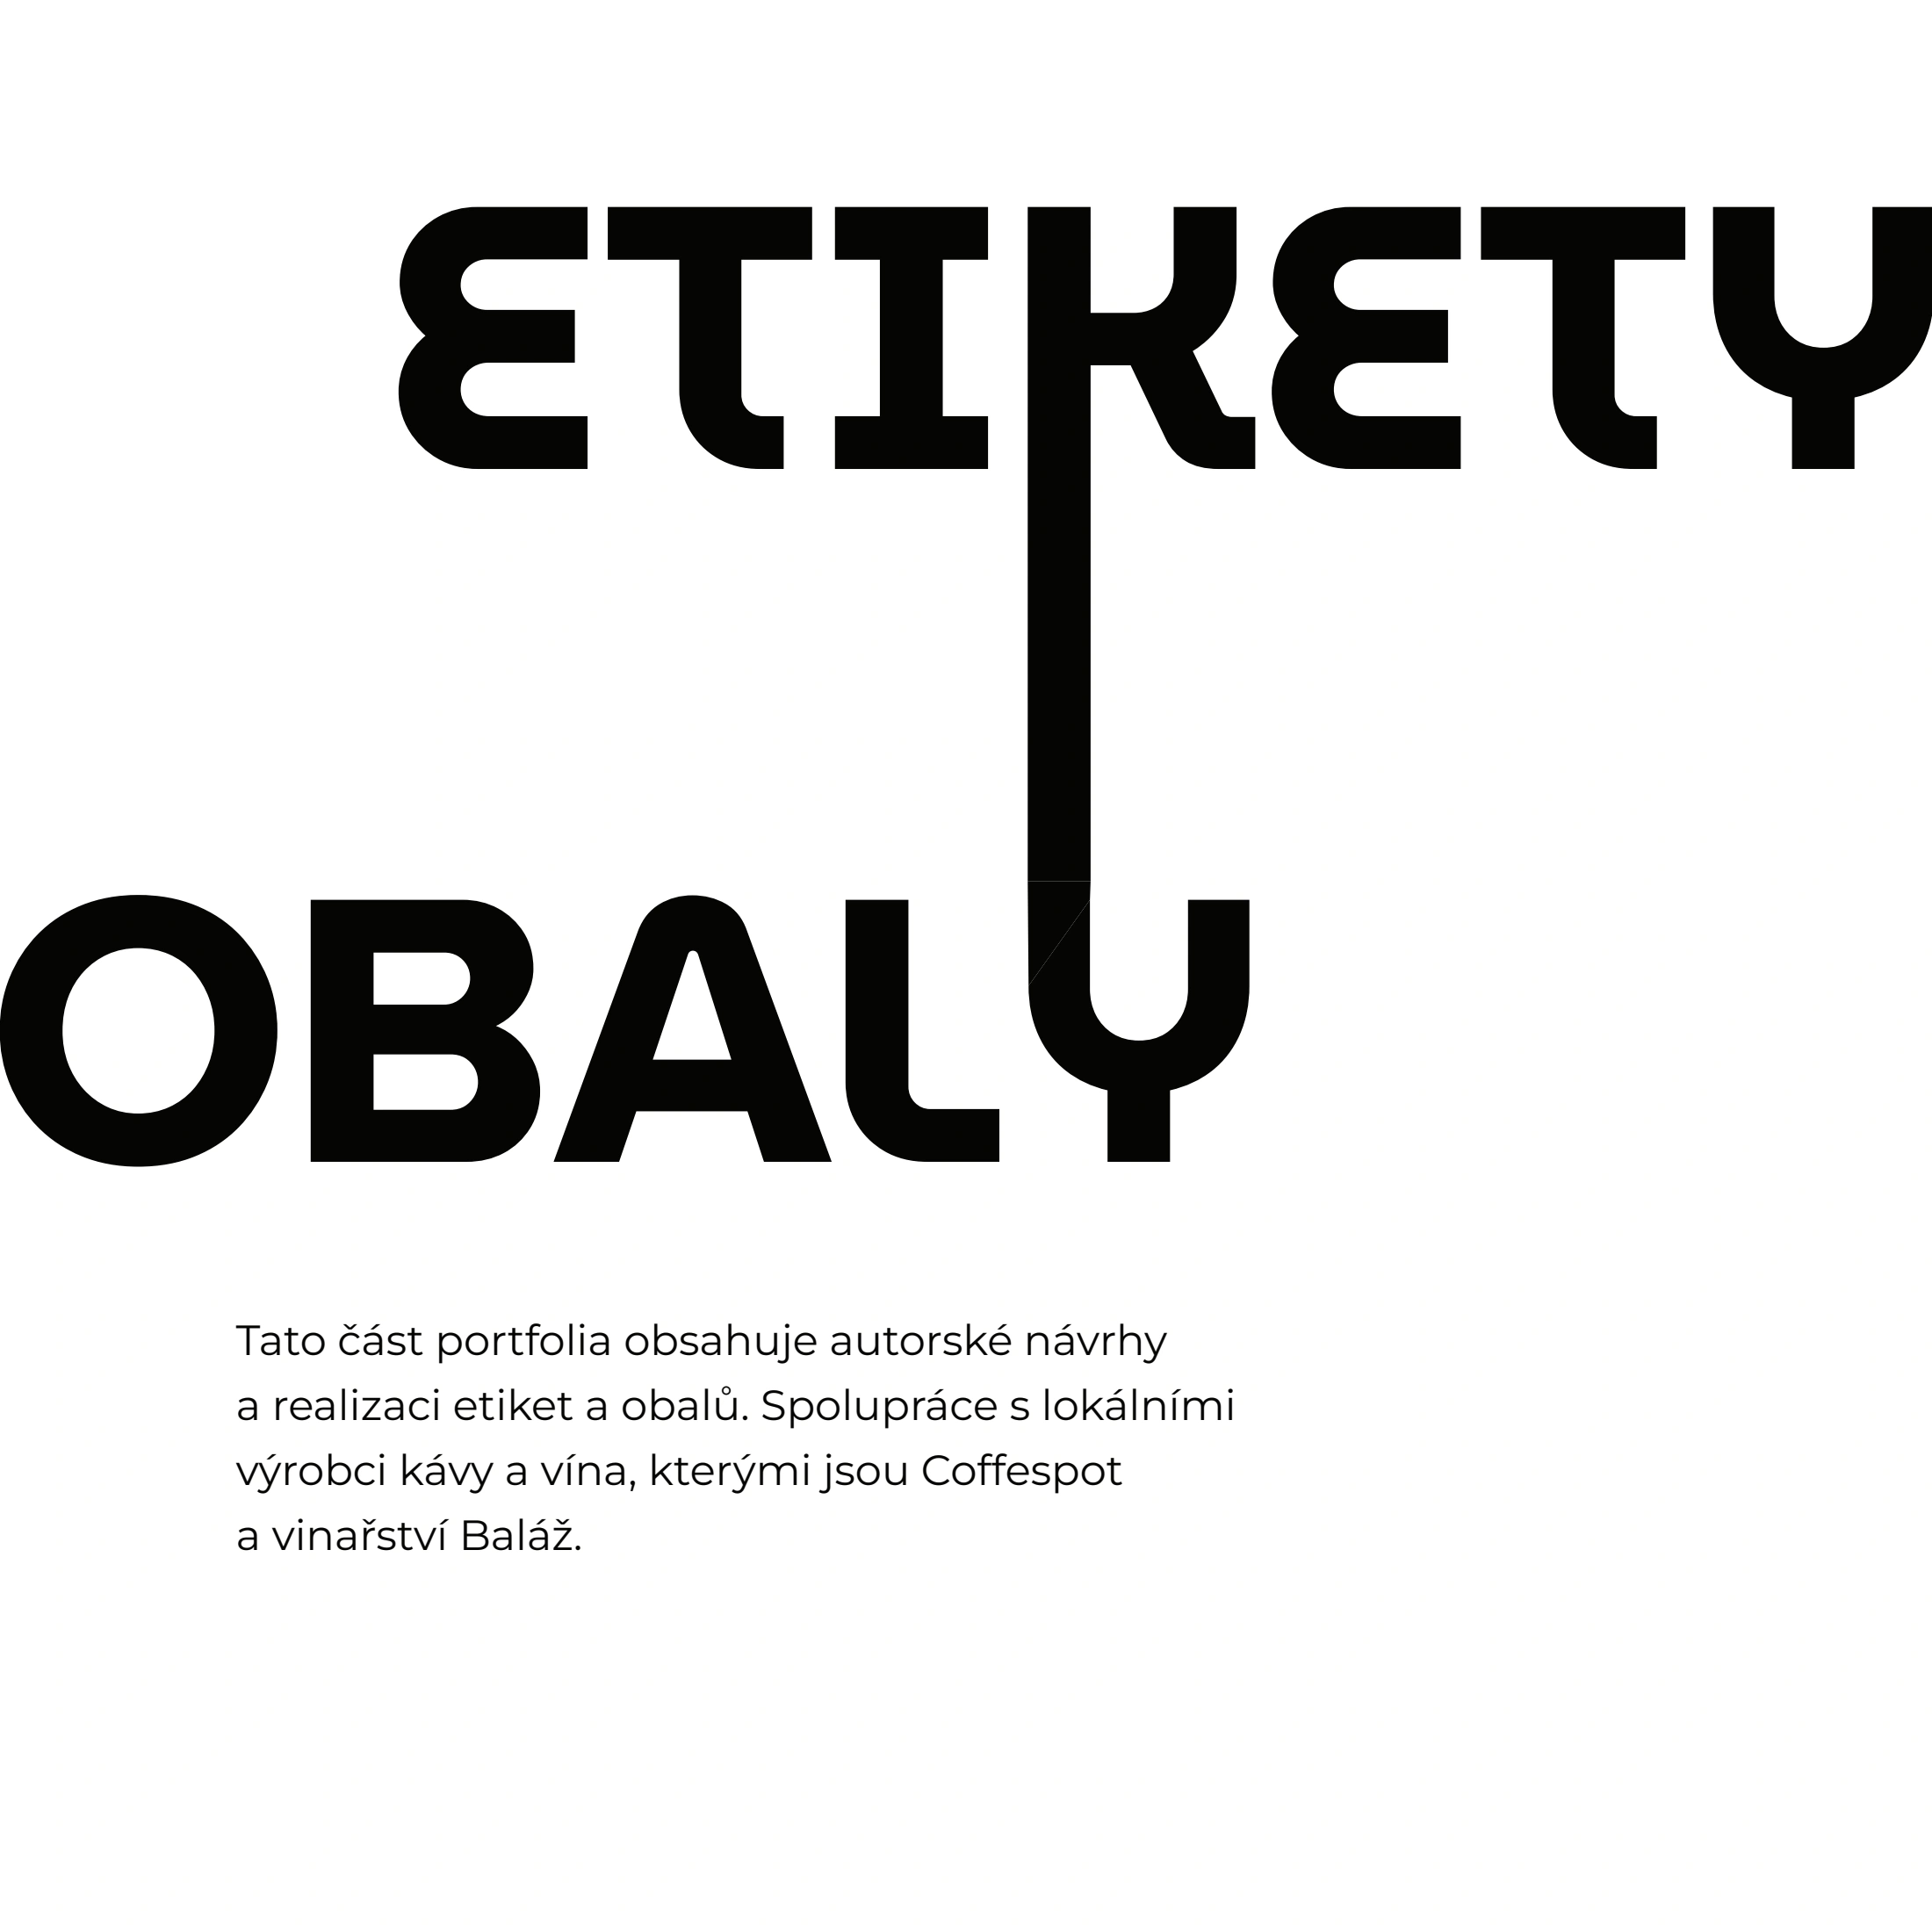 ETIKETY
OBALY
Tato část portfolia obsahuje autorské návrhy
a realizaci etiket a obalů. Spolupráce s lokálními
výrobci kávy a vína, kterými jsou Coffespot
a vinařství Baláž.